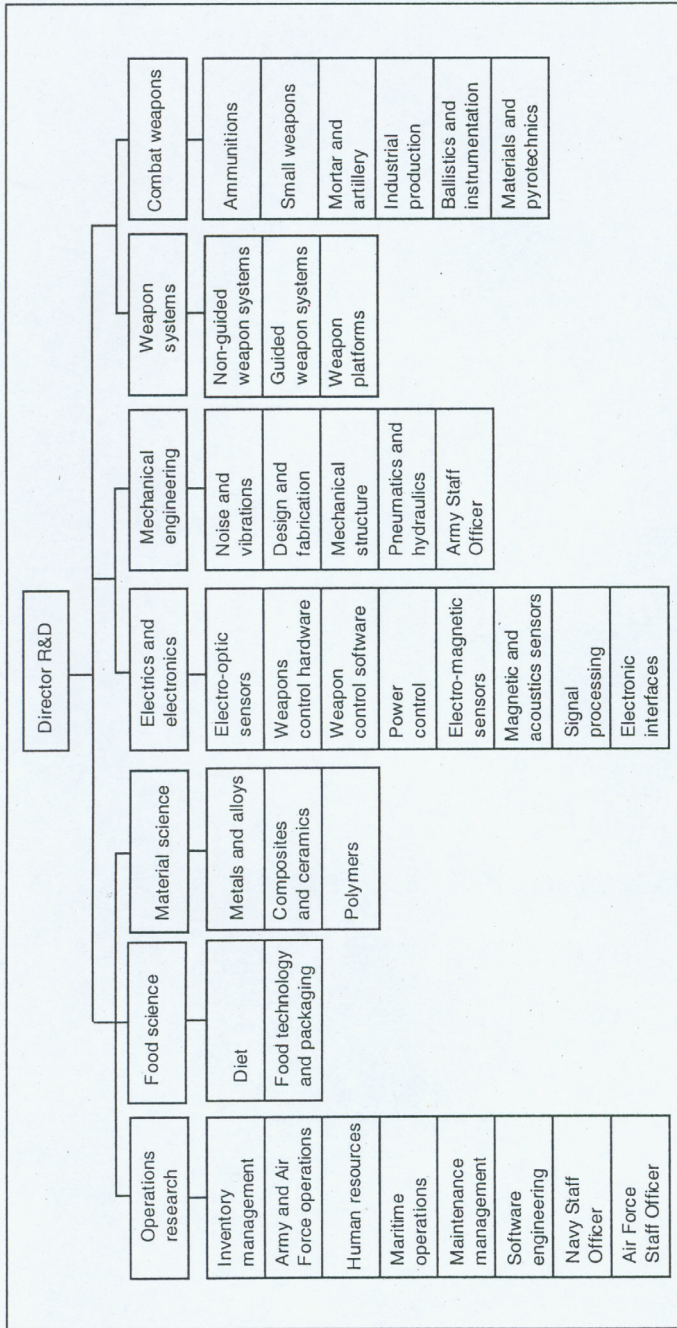 Director R&D
Operations
research
Inventory
management
Army and Air
Force operations
Human resources
Maritime
operations
Maintenance
management
Software
engineering
Navy Staff
Officer
Air Force
Staff Officer
Food science
Diet
Food technology
and packaging
Material science
Metals and alloys
Composites
and ceramics
Polymers
Electrics and
electronics
Electro-optic
sensors
Weapons
control hardware
Weapon
control software
Power
control
Electro-magnetic
sensors
Magnetic and
acoustics sensors
Signal
processing
Electronic
interfaces
Mechanical
engineering
Noise and
vibrations
Design and
fabrication
Mechanical
structure
Pneumatics and
hydraulics
Army Staff
Officer
Weapon
systems
Non-guided
weapon systems
Guided
weapon systems
Weapon
platforms
Combat weapons
Ammunitions
Small weapons
Mortar and
artillery
Industrial
production
Ballistics and
instrumentation
Materials and
pyrotechnics